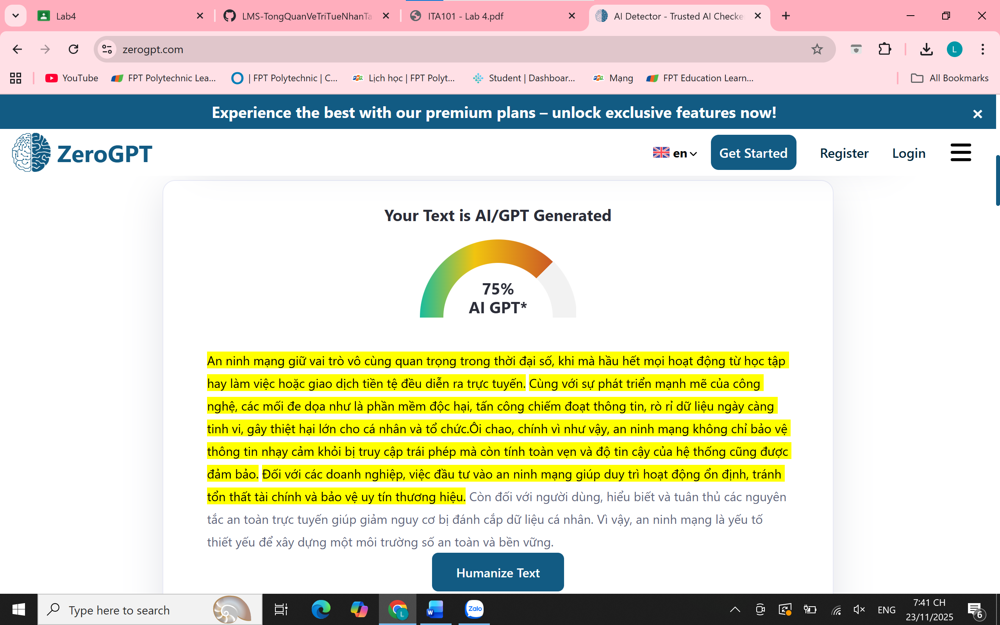 Lab4
LMS-TongQuanVeTriTueNhanTa
ITA101 - Lab 4.pdf
AI Detector - Trusted AI Checke
zerogpt.com
L
YouTube
FPT Polytechnic Lea...
| FPT Polytechnic | C...
Lịch học | FPT Polyt...
Student | Dashboar...
Mạng
FPT Education Learn...
All Bookmarks
Experience the best with our premium plans – unlock exclusive features now!
ZeroGPT
en
Get Started
Register
Login
Your Text is AI/GPT Generated
75%
AI GPT*
An ninh mạng giữ vai trò vô cùng quan trọng trong thời đại số, khi mà hầu hết mọi hoạt động từ học tập
hay làm việc hoặc giao dịch tiền tệ đều diễn ra trực tuyến. Cùng với sự phát triển mạnh mẽ của công
nghệ, các mối đe dọa như là phần mềm độc hại, tấn công chiếm đoạt thông tin, rò rỉ dữ liệu ngày càng
tinh vi, gây thiệt hại lớn cho cá nhân và tổ chức.Ôi chao, chính vì như vậy, an ninh mạng không chỉ bảo vệ
thông tin nhạy cảm khỏi bị truy cập trái phép mà còn tính toàn vẹn và độ tin cậy của hệ thống cũng được
đảm bảo. Đối với các doanh nghiệp, việc đầu tư vào an ninh mạng giúp duy trì hoạt động ổn định, tránh
tổn thất tài chính và bảo vệ uy tín thương hiệu. Còn đối với người dùng, hiểu biết và tuân thủ các nguyên
tắc an toàn trực tuyến giúp giảm nguy cơ bị đánh cắp dữ liệu cá nhân. Vì vậy, an ninh mạng là yếu tố
thiết yếu để xây dựng một môi trường số an toàn và bền vững.
Humanize Text
Type here to search
L
W
Zalo
ENG
7:41 CH
23/11/2025
6